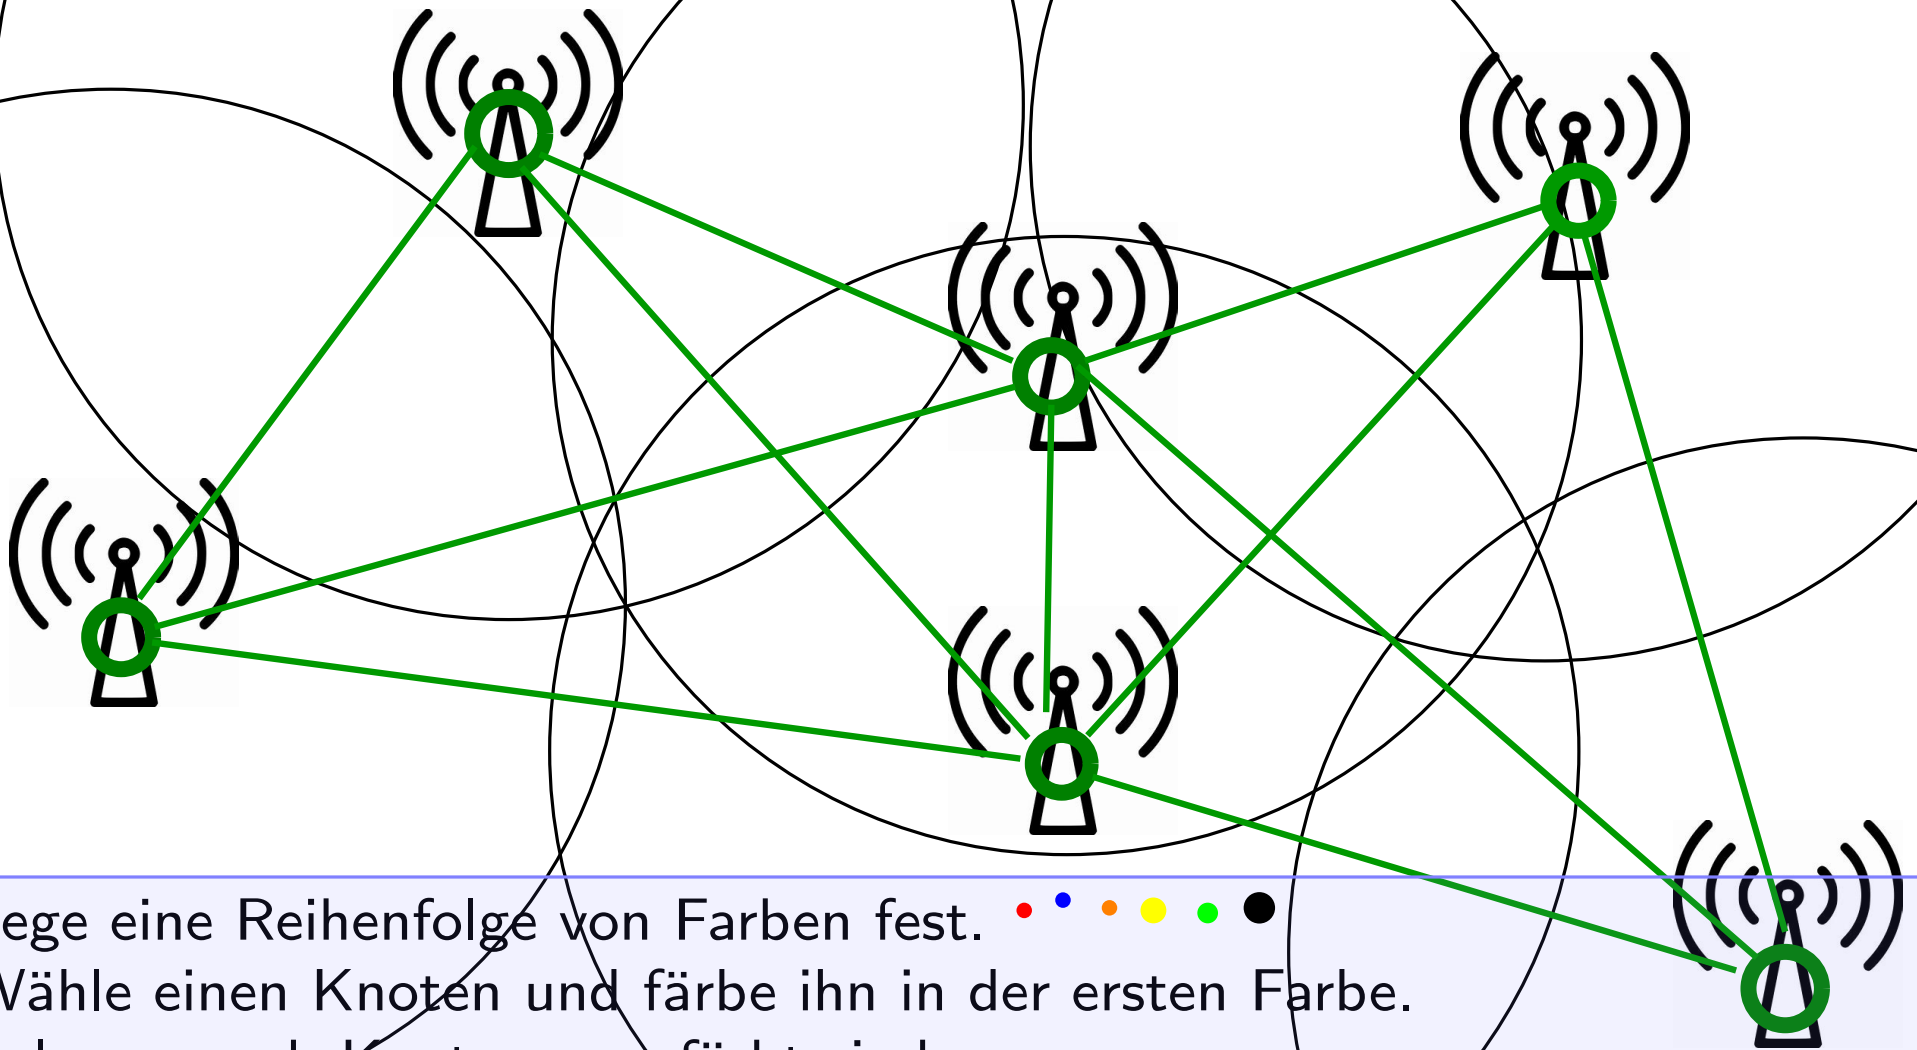 ege eine Reihenfolge von Farben fest.
Wähle einen Knoten und färbe ihn in der ersten Farbe.